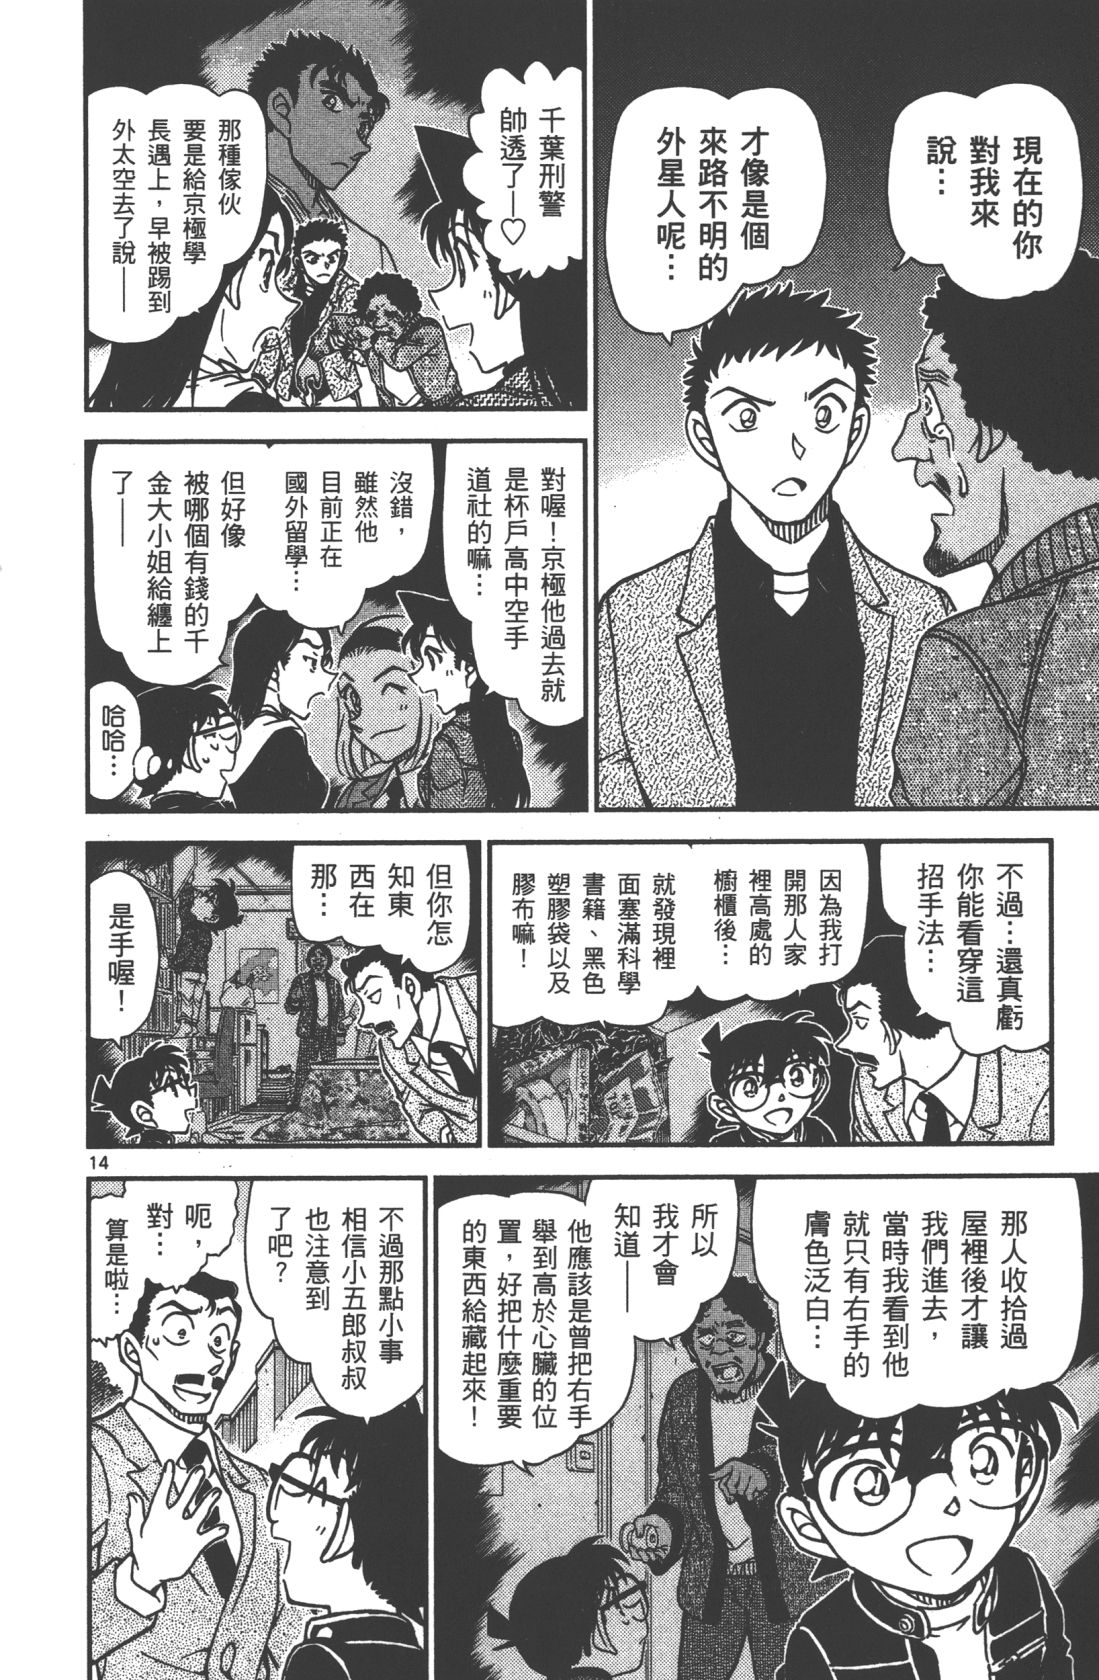 現在的你
對我來
說…
才像是個
來路不明的
外星人呢…
千葉刑警
帥透了—♡
那種傢伙
要是給京極學
長遇上，早被踢到
外太空去了說——
對喔！京極他過去就
是杯戶高中空手
道社的嘛…
沒錯，
雖然他
目前正在
國外留學…
但好像
被哪個有錢的千
金大小姐給纏上
了——
哈哈…
不過…還真虧
你能看穿這
招手法…
因為我打
開那人家
裡高處的
櫥櫃後…
就發現裡
面塞滿科學
書籍、黑色
塑膠袋以及
膠布嘛！
但你怎
知東
西在
那…
是手喔！
14
那人收拾過
屋裡後才讓
我們進去，
當時我看到他
就只有右手的
膚色泛白…
所以
我才會
知道——
他應該是曾把右手
舉到高於心臟的位
置，好把什麼重要
的東西給藏起來！
不過那點小事
相信小五郎叔叔
也注意到
了吧？
呃，
對…
算是啦…